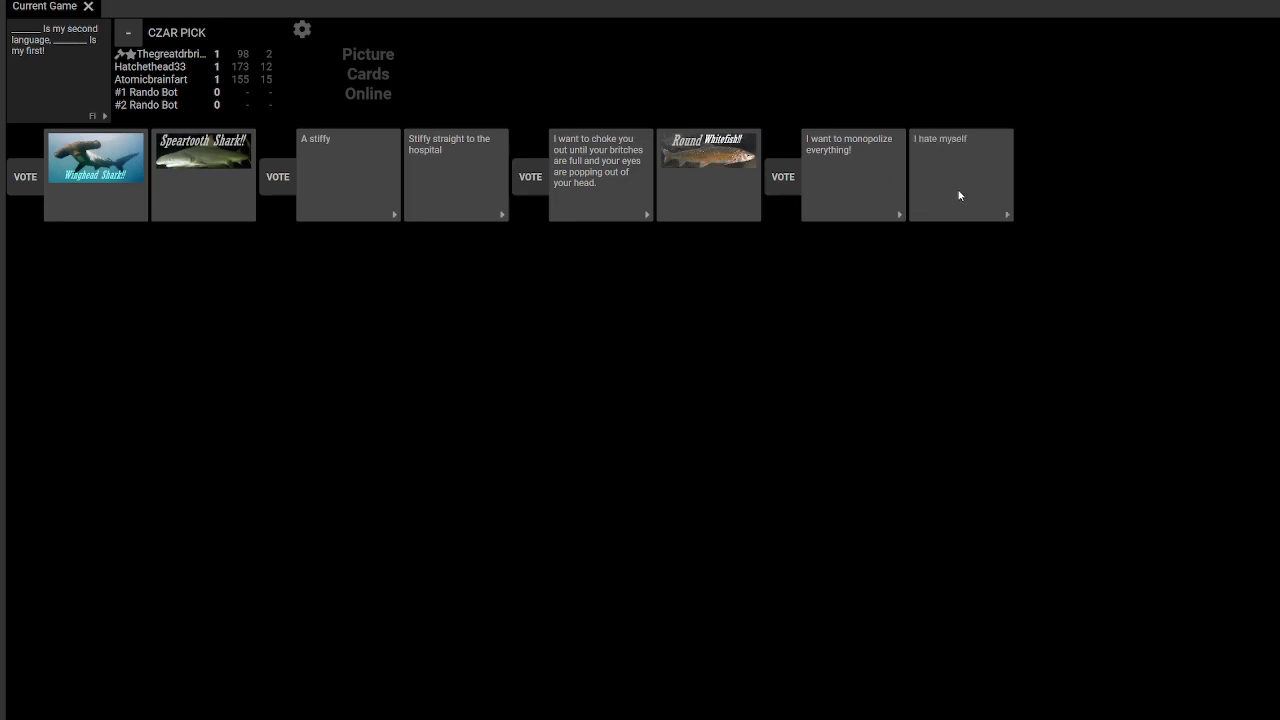 Current Game
______ Is my second
language, ________ Is
my first!
FI
-
CZAR PICK
Thegreatdrbri... 1 98 2
Hatchethead33 1 173 12
Atomicbrainfart 1 155 15
#1 Rando Bot 0 - -
#2 Rando Bot 0 - -
Picture
Cards
Online
VOTE
Winghead Shark!!
Speartooth Shark!!
VOTE
A stiffy
Stiffy straight to the
hospital
VOTE
I want to choke you
out until your britches
are full and your eyes
are popping out of
your head.
Round Whitefish!!
VOTE
I want to monopolize
everything!
I hate myself